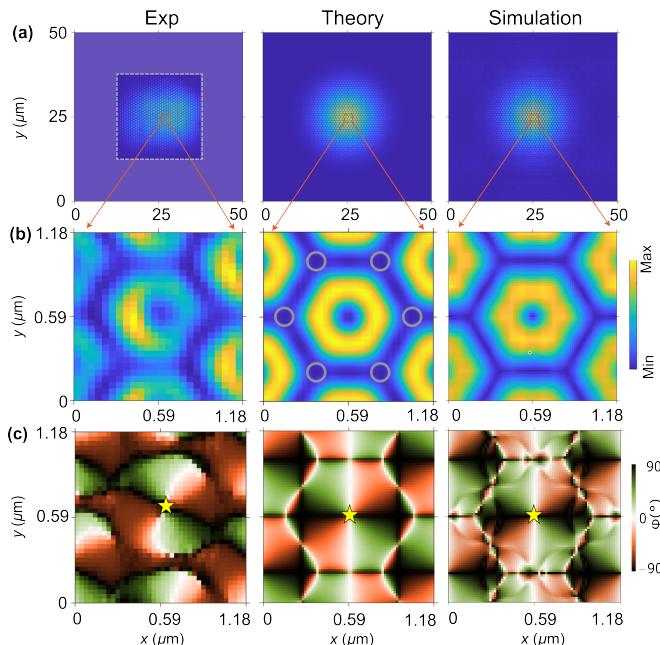 Exp Theory Simulation
(a)
y (μm)
50
25
0
0 25 50 0 25 50 0 25 50
(b)
y (μm)
1.18
0.59
0
0 0.59 1.18 0 0.59 1.18 0 0.59 1.18
Max
Min
(c)
y (μm)
1.18
0.59
0
0 0.59 1.18 0 0.59 1.18 0 0.59 1.18
x (μm) x (μm) x (μm)
90
0
−90
φ(°)